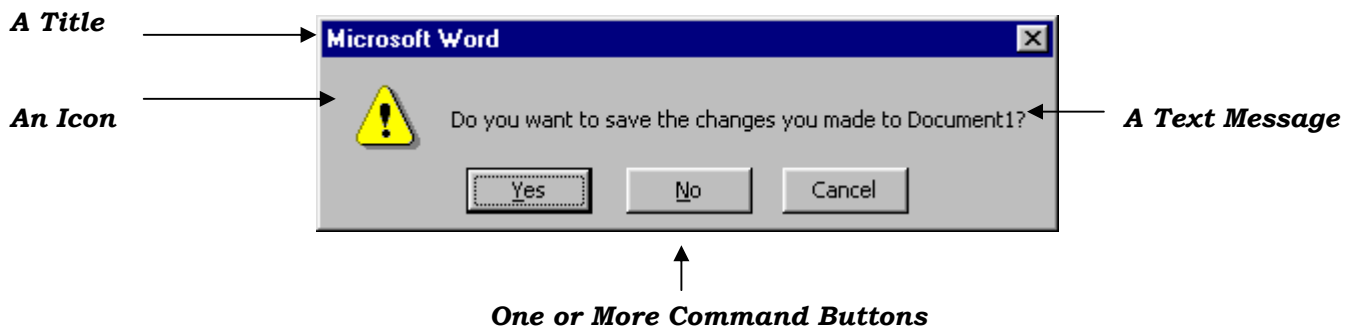 A Title
Microsoft Word
An Icon
Do you want to save the changes you made to Document1?
A Text Message
Yes
No
Cancel
One or More Command Buttons